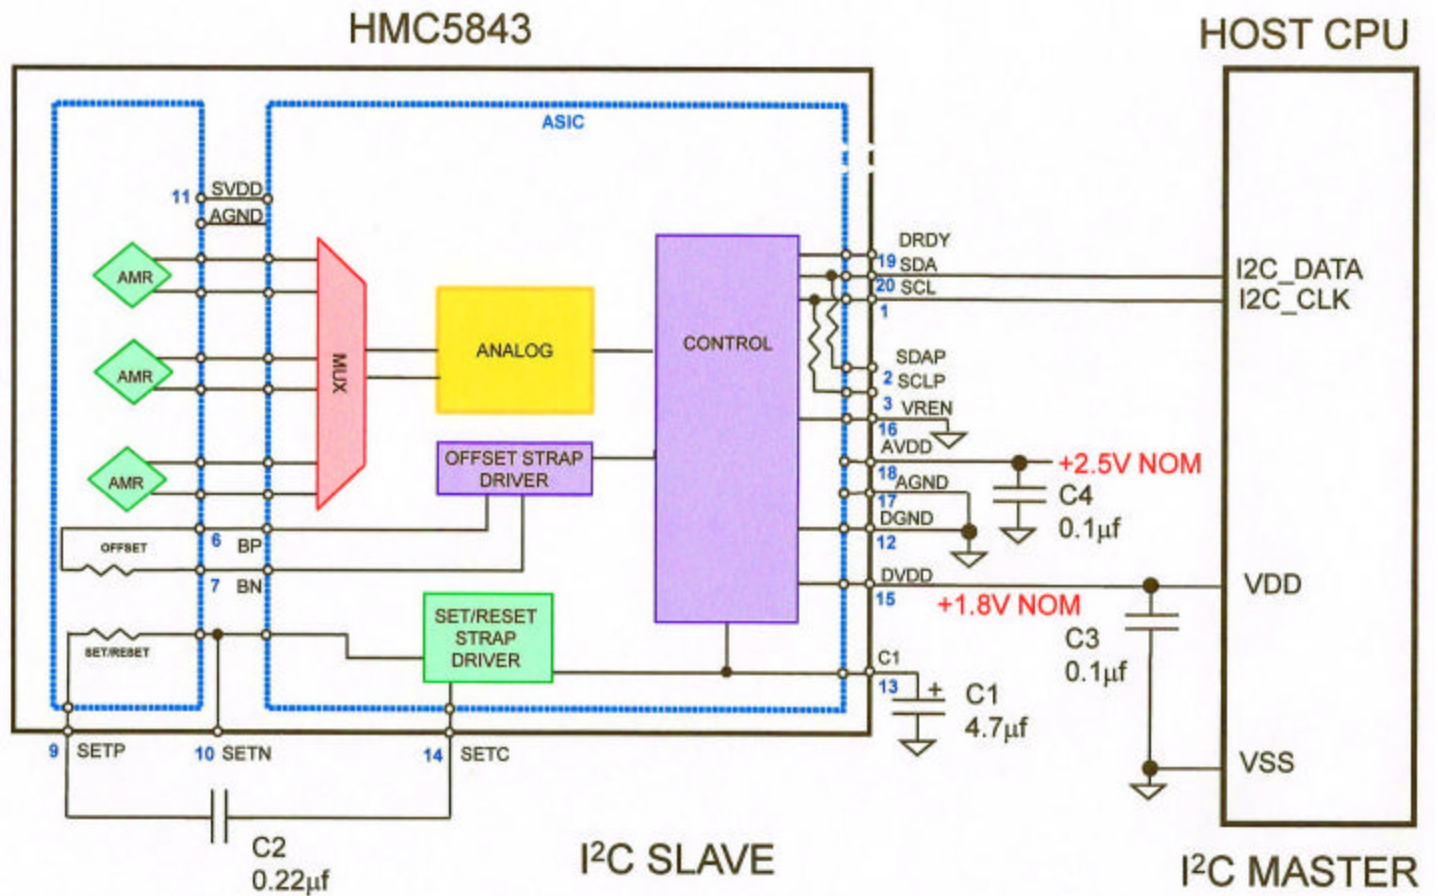 HMC5843
HOST CPU
ASIC
11 SVDD
AGND
AMR
AMR
AMR
MUX
ANALOG
CONTROL
OFFSET STRAP
DRIVER
OFFSET
6 BP
7 BN
SET/RESET
SET/RESET
STRAP
DRIVER
DRDY
19 SDA
20 SCL
1
SDAP
2 SCLP
3 VREN
16
AVDD
18 AGND
17
DGND
12
DVDD
15
C1
13
I2C_DATA
I2C_CLK
+2.5V NOM
C4
0.1µf
+1.8V NOM
VDD
C3
0.1µf
+ C1
4.7µf
VSS
9 SETP
10 SETN
14 SETC
C2
0.22µf
I²C SLAVE
I²C MASTER